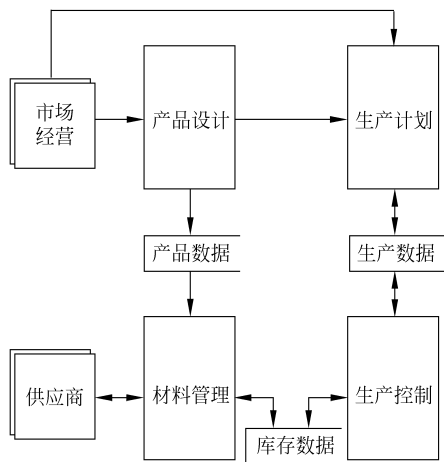 市场
经营
产品设计
生产计划
产品数据
生产数据
供应商
材料管理
生产控制
库存数据